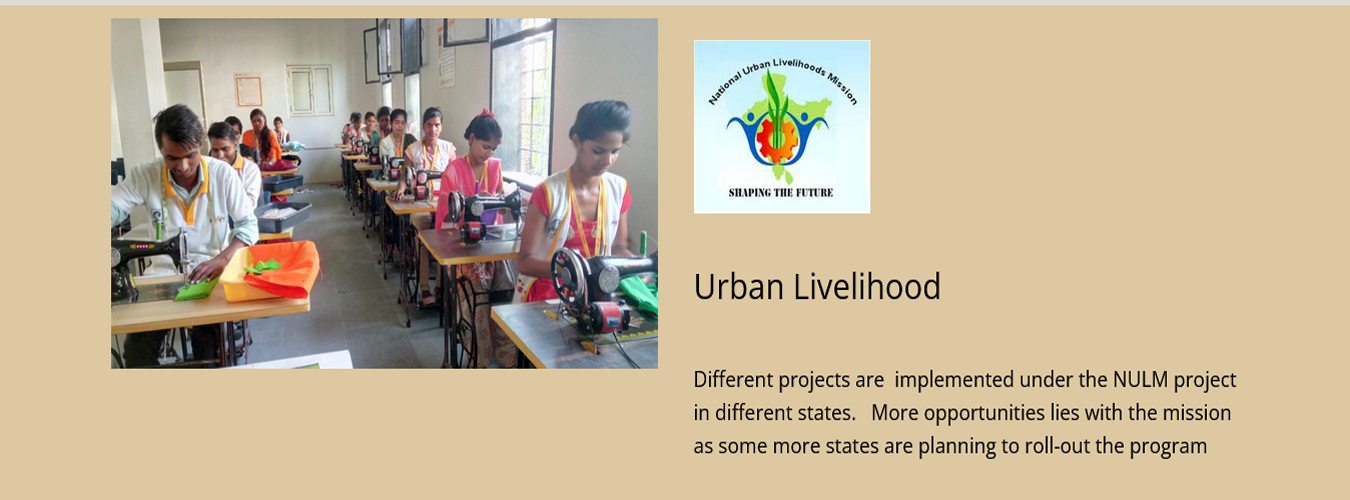 National Urban Livelihoods Mission
SHAPING THE FUTURE
Urban Livelihood
Different projects are  implemented under the NULM project
in different states.   More opportunities lies with the mission
as some more states are planning to roll-out the program